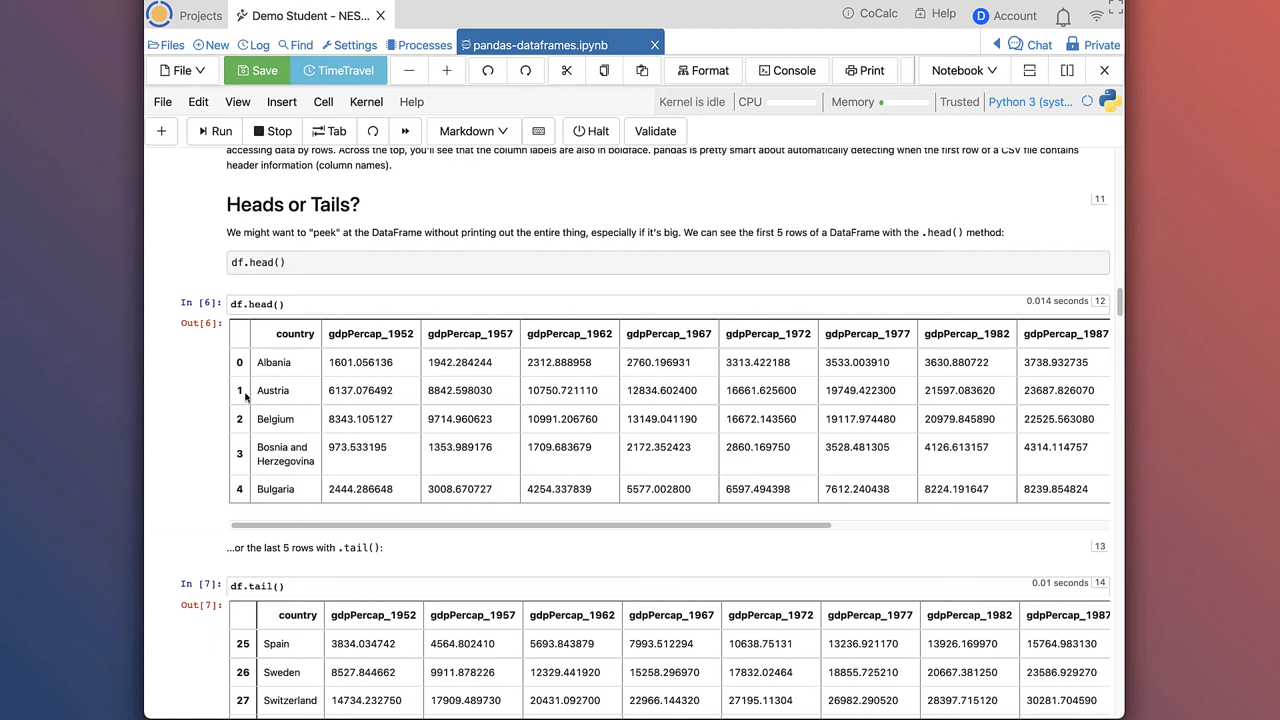 Projects Demo Student - NES... CoCalc Help Account
Files New Log Find Settings Processes pandas-dataframes.ipynb Chat Private
File Save TimeTravel Format Console Print Notebook
File Edit View Insert Cell Kernel Help Kernel is idle CPU Memory Trusted Python 3 (syst...
Run Stop Tab Markdown Halt Validate
accessing data by rows. Across the top, you'll see that the column labels are also in boldface. pandas is pretty smart about automatically detecting when the first row of a CSV file contains
header information (column names).
Heads or Tails? 11
We might want to "peek" at the DataFrame without printing out the entire thing, especially if it's big. We can see the first 5 rows of a DataFrame with the .head() method:
df.head()
In [6]: df.head() 0.014 seconds 12
Out[6]:
country gdpPercap_1952 gdpPercap_1957 gdpPercap_1962 gdpPercap_1967 gdpPercap_1972 gdpPercap_1977 gdpPercap_1982 gdpPercap_1987
0 Albania 1601.056136 1942.284244 2312.888958 2760.196931 3313.422188 3533.003910 3630.880722 3738.932735
1 Austria 6137.076492 8842.598030 10750.721110 12834.602400 16661.625600 19749.422300 21597.083620 23687.826070
2 Belgium 8343.105127 9714.960623 10991.206760 13149.041190 16672.143560 19117.974480 20979.845890 22525.563080
3 Bosnia and Herzegovina 973.533195 1353.989176 1709.683679 2172.352423 2860.169750 3528.481305 4126.613157 4314.114757
4 Bulgaria 2444.286648 3008.670727 4254.337839 5577.002800 6597.494398 7612.240438 8224.191647 8239.854824
...or the last 5 rows with .tail(): 13
In [7]: df.tail() 0.01 seconds 14
Out[7]:
country gdpPercap_1952 gdpPercap_1957 gdpPercap_1962 gdpPercap_1967 gdpPercap_1972 gdpPercap_1977 gdpPercap_1982 gdpPercap_1987
25 Spain 3834.034742 4564.802410 5693.843879 7993.512294 10638.75131 13236.921170 13926.169970 15764.983130
26 Sweden 8527.844662 9911.878226 12329.441920 15258.296970 17832.02464 18855.725210 20667.381250 23586.929270
27 Switzerland 14734.232750 17909.489730 20431.092700 22966.144320 27195.11304 26982.290520 28397.715120 30281.704590